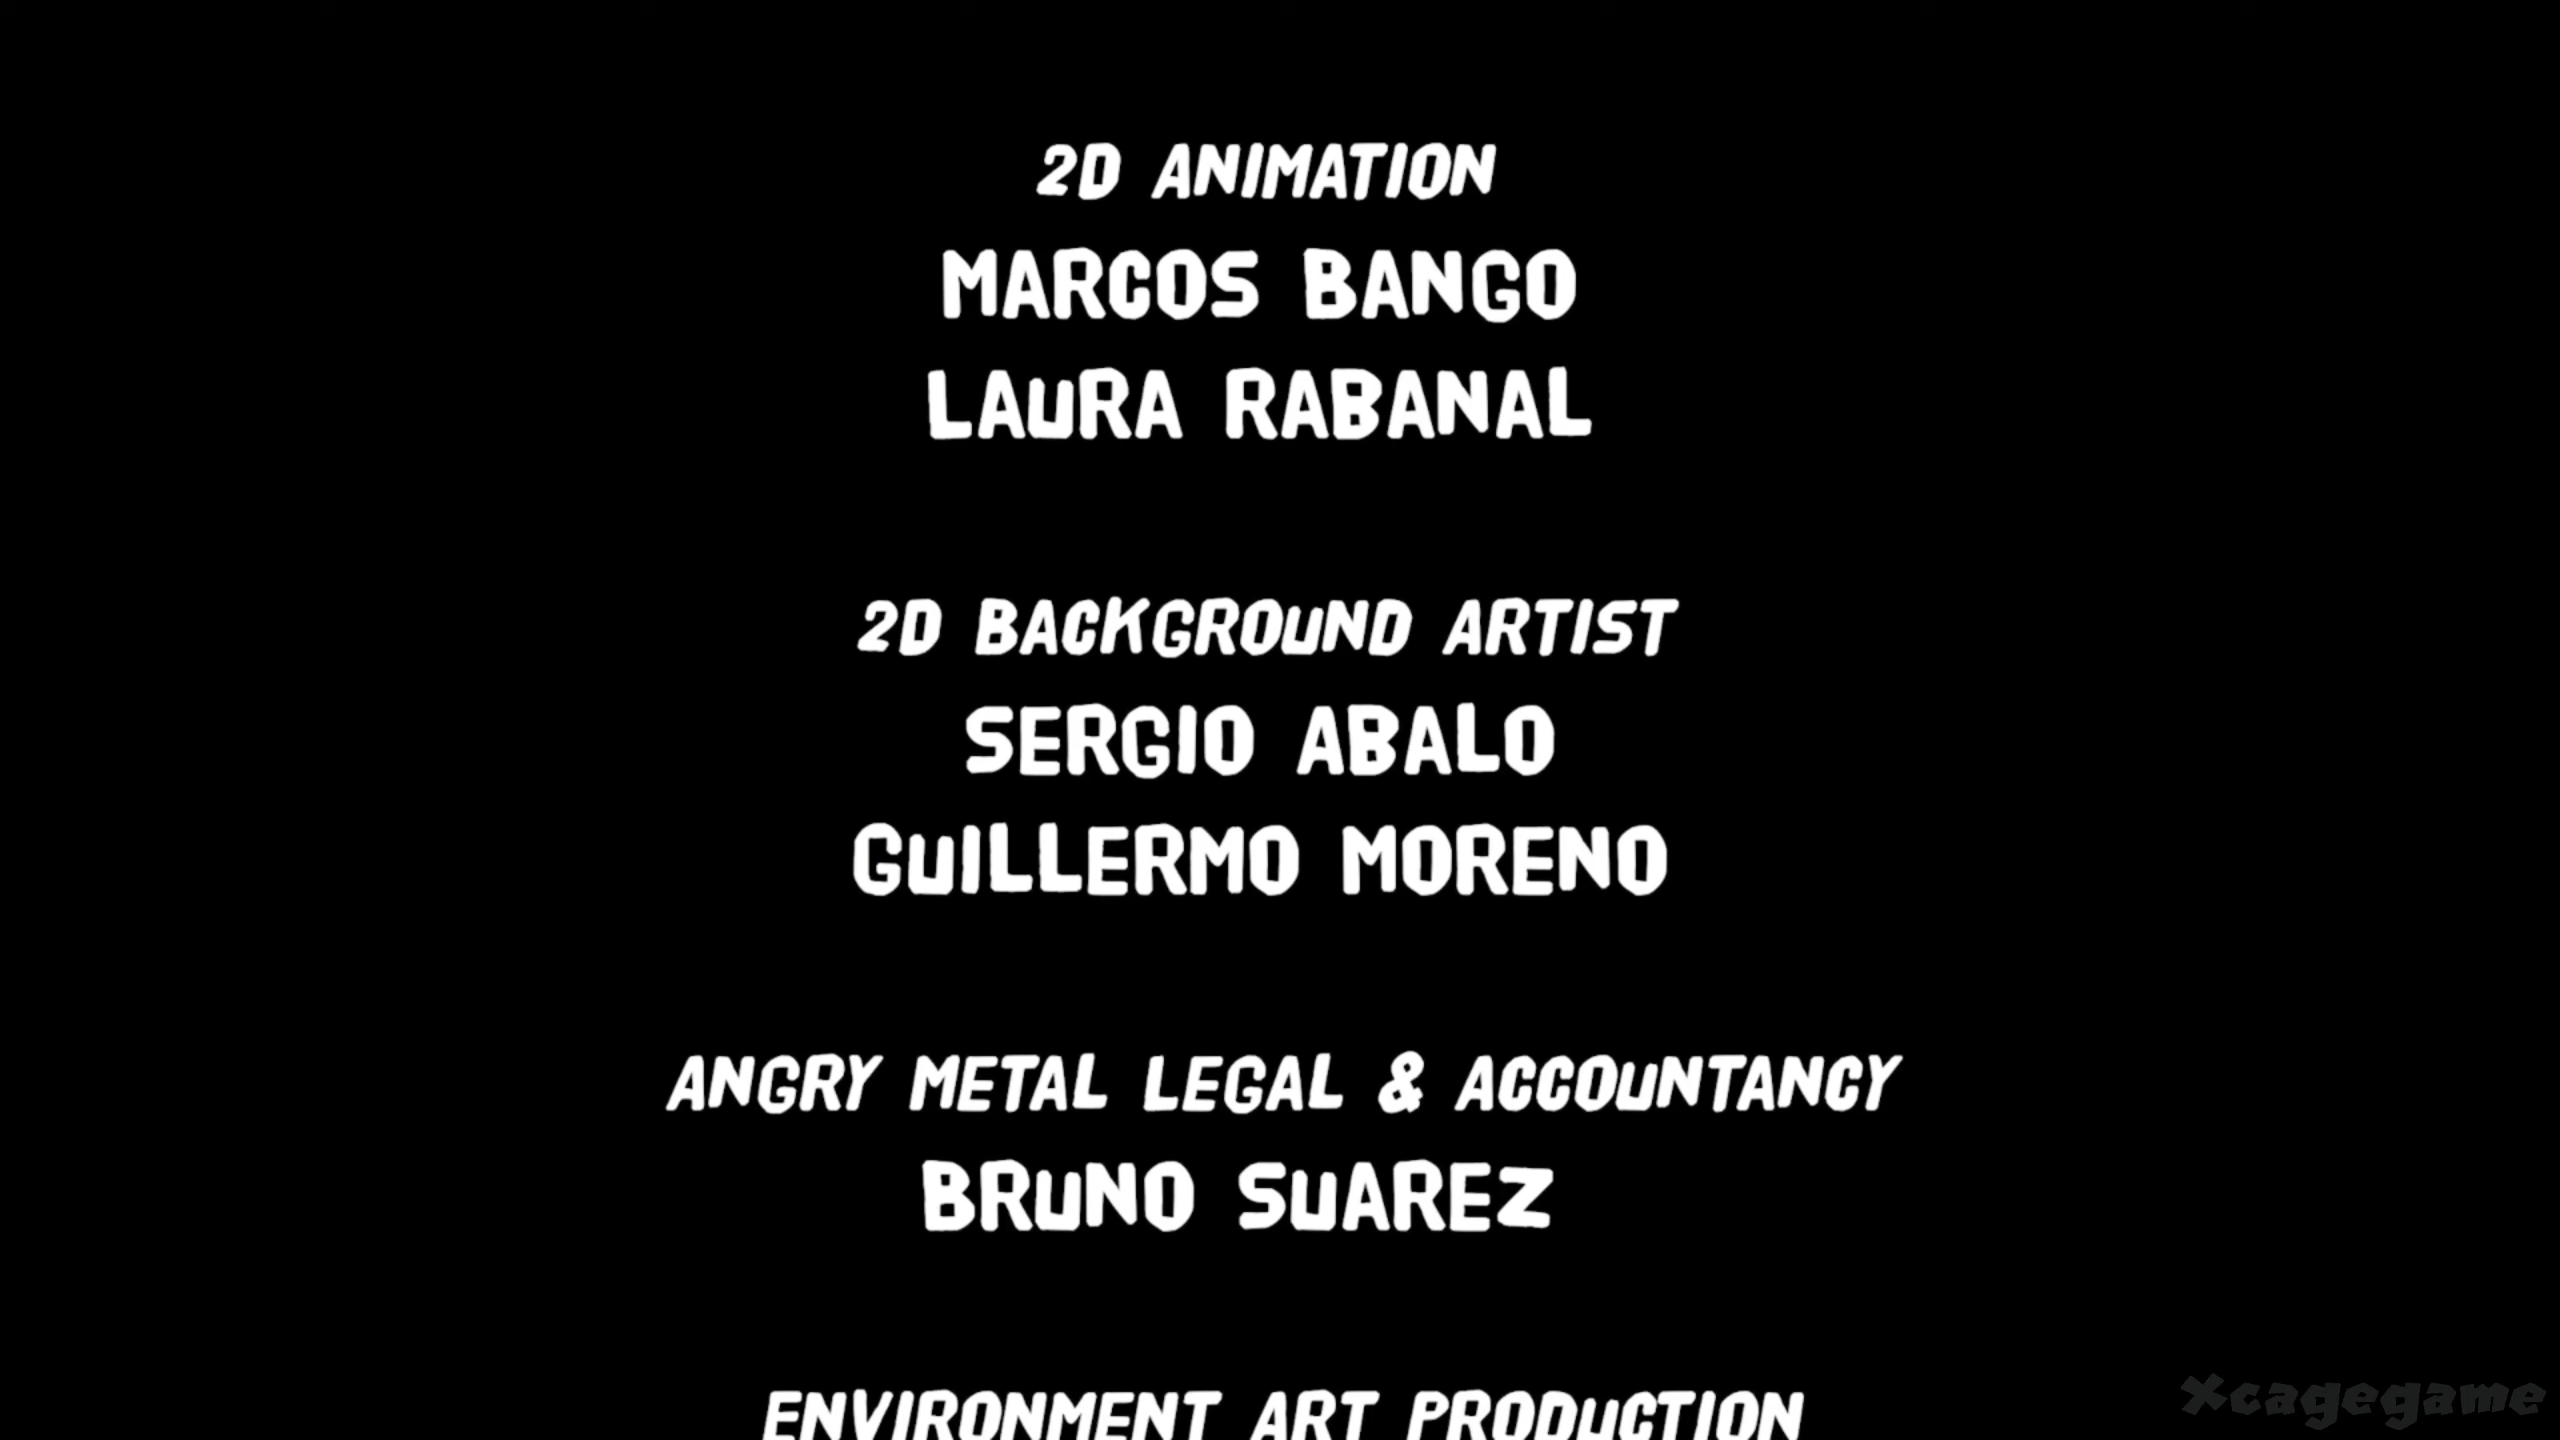 2D ANIMATION
MARCOS BANGO
LAURA RABANAL
2D BACKGROUND ARTIST
SERGIO ABALO
GUILLERMO MORENO
ANGRY METAL LEGAL & ACCOUNTANCY
BRUNO SUAREZ
ENVIRONMENT ART PRODUCTION
Xcagegame